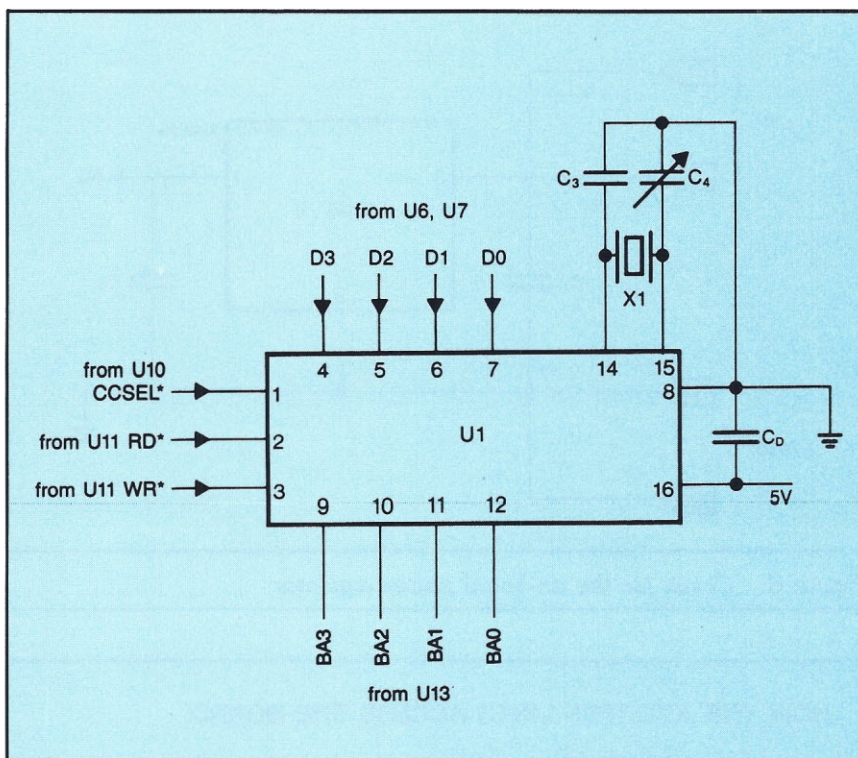 C₃ C₄
from U6, U7
D3 D2 D1 D0
X1
from U10
CCSEL*
4 5 6 7 14 15
1 8
from U11 RD* 2 U1 C_D
from U11 WR* 3 16
5V
9 10 11 12
BA3 BA2 BA1 BA0
from U13